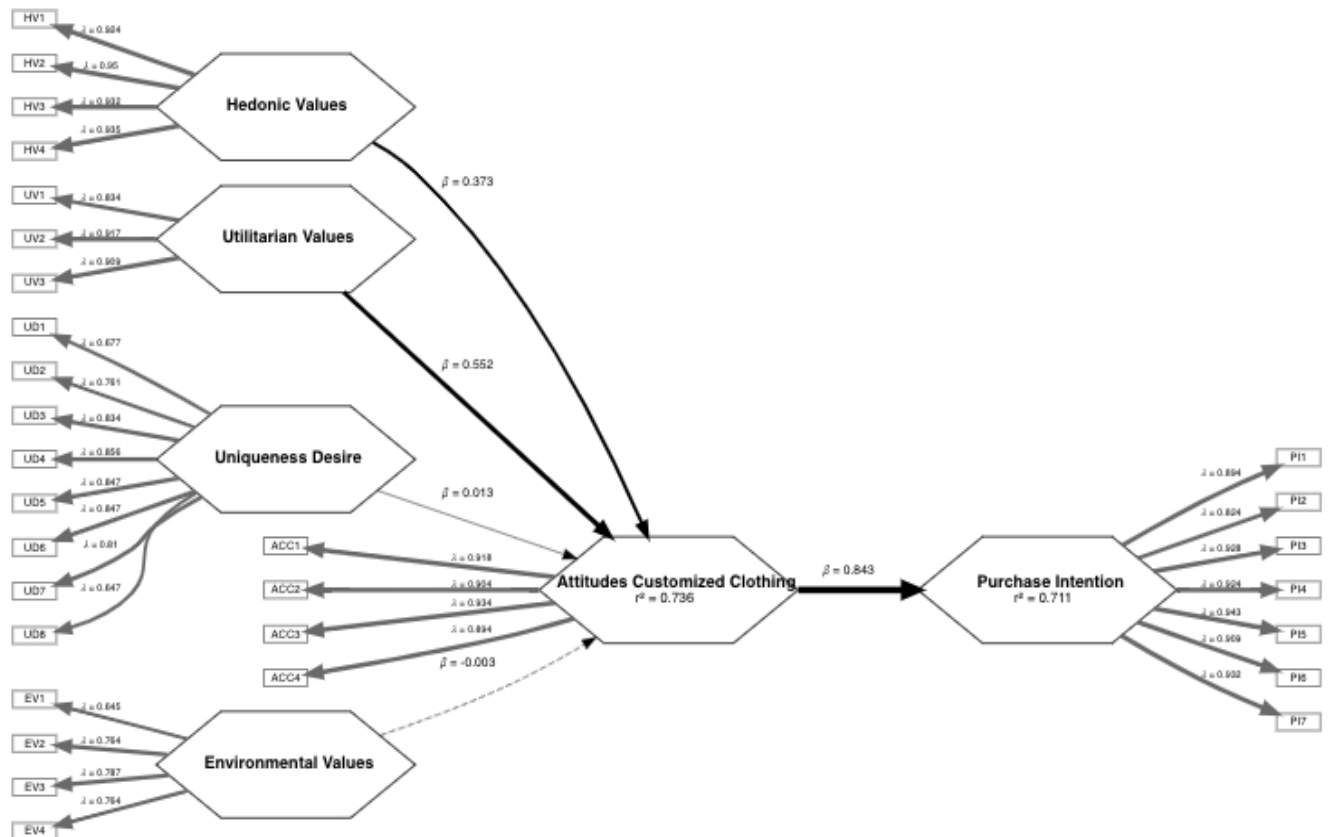 HV1
λ = 0.924
HV2
λ = 0.95
HV3
λ = 0.932
HV4
λ = 0.935
Hedonic Values
β = 0.373
UV1
λ = 0.834
UV2
λ = 0.917
UV3
λ = 0.909
Utilitarian Values
β = 0.552
UD1
λ = 0.677
UD2
λ = 0.761
UD3
λ = 0.834
UD4
λ = 0.856
UD5
λ = 0.847
UD6
λ = 0.847
UD7
λ = 0.81
UD8
λ = 0.647
Uniqueness Desire
β = 0.013
ACC1
λ = 0.918
ACC2
λ = 0.904
ACC3
λ = 0.934
ACC4
λ = 0.894
Attitudes Customized Clothing
r² = 0.736
β = 0.843
β = -0.003
EV1
λ = 0.645
EV2
λ = 0.764
EV3
λ = 0.787
EV4
λ = 0.764
Environmental Values
Purchase Intention
r² = 0.711
PI1
λ = 0.894
PI2
λ = 0.824
PI3
λ = 0.928
PI4
λ = 0.924
PI5
λ = 0.943
PI6
λ = 0.909
PI7
λ = 0.932